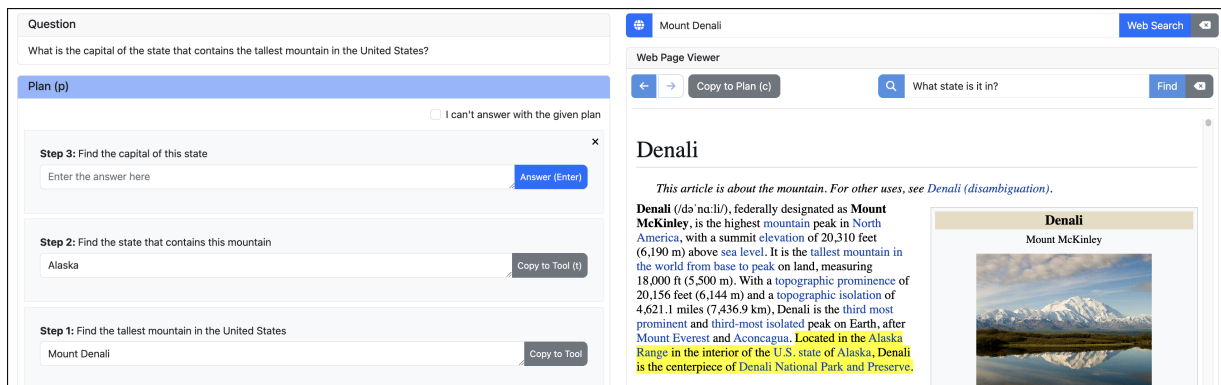 Question
What is the capital of the state that contains the tallest mountain in the United States?
Plan (p)
I can't answer with the given plan
Step 3: Find the capital of this state
Enter the answer here
Answer (Enter)
Step 2: Find the state that contains this mountain
Alaska
Copy to Tool (t)
Step 1: Find the tallest mountain in the United States
Mount Denali
Copy to Tool
Mount Denali
Web Search
Web Page Viewer
Copy to Plan (c)
What state is it in?
Find
Denali
This article is about the mountain. For other uses, see Denali (disambiguation).
Denali (/dəˈnɑːli/), federally designated as Mount
McKinley, is the highest mountain peak in North
America, with a summit elevation of 20,310 feet
(6,190 m) above sea level. It is the tallest mountain in
the world from base to peak on land, measuring
18,000 ft (5,500 m). With a topographic prominence of
20,156 feet (6,144 m) and a topographic isolation of
4,621.1 miles (7,436.9 km), Denali is the third most
prominent and third-most isolated peak on Earth, after
Mount Everest and Aconcagua. Located in the Alaska
Range in the interior of the U.S. state of Alaska, Denali
is the centerpiece of Denali National Park and Preserve.
Denali
Mount McKinley